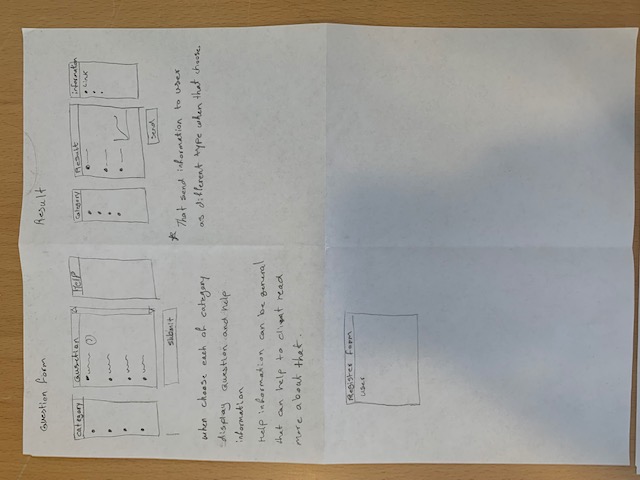 Question form
category
Qusetion
?
Help
submit
when choose each of category
display question and help
information
Help information can be general
that can help to client read
more about that.
Result
category
Result
information
Link
send
* That send information to user
as different type when that choose.
Register form
user